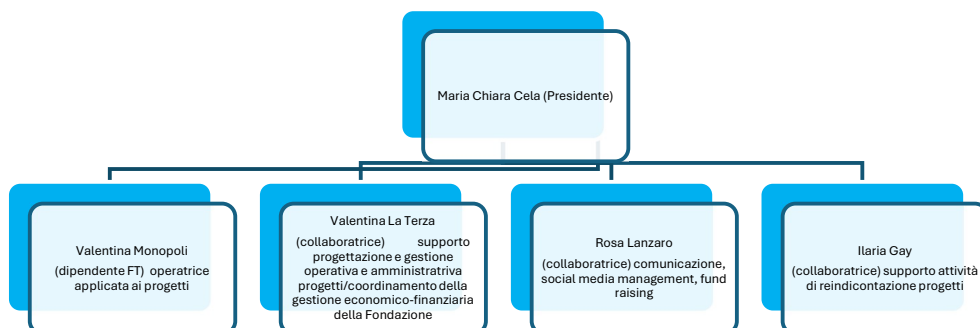 Maria Chiara Cela (Presidente)
Valentina Monopoli
(dipendente FT) operatrice
applicata ai progetti
Valentina La Terza
(collaboratrice) supporto
progettazione e gestione
operativa e amministrativa
progetti/coordinamento della
gestione economico-finanziaria
della Fondazione
Rosa Lanzaro
(collaboratrice) comunicazione,
social media management, fund
raising
Ilaria Gay
(collaboratrice) supporto attività
di reindicontazione progetti